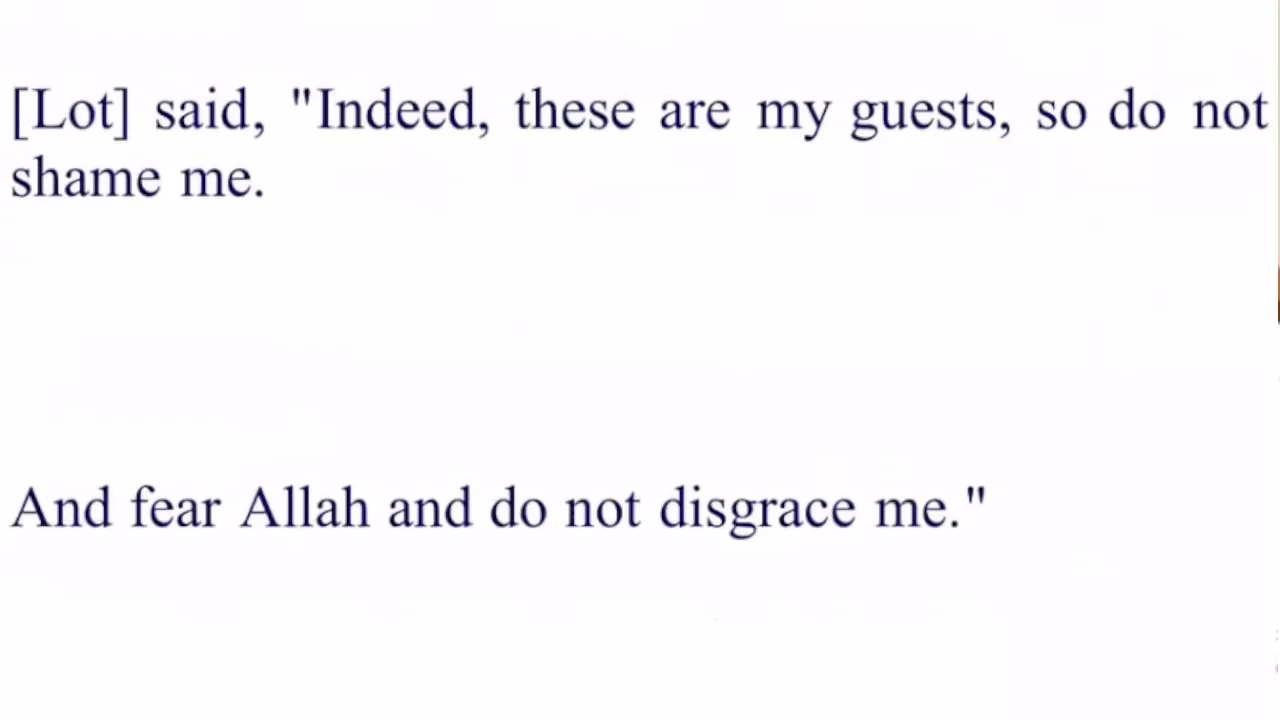 [Lot] said, "Indeed, these are my guests, so do not
shame me.
And fear Allah and do not disgrace me."